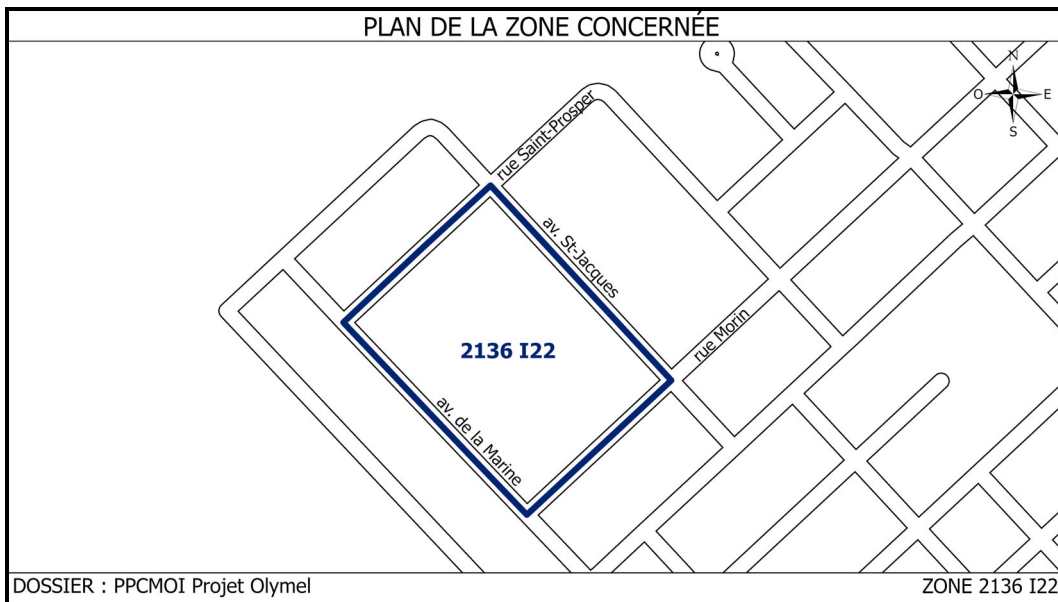 PLAN DE LA ZONE CONCERNÉE
N
O
E
S
rue Saint-Prosper
av. St-Jacques
rue Morin
2136 I22
av. de la Marine
DOSSIER : PPCMOI Projet Olymel
ZONE 2136 I22